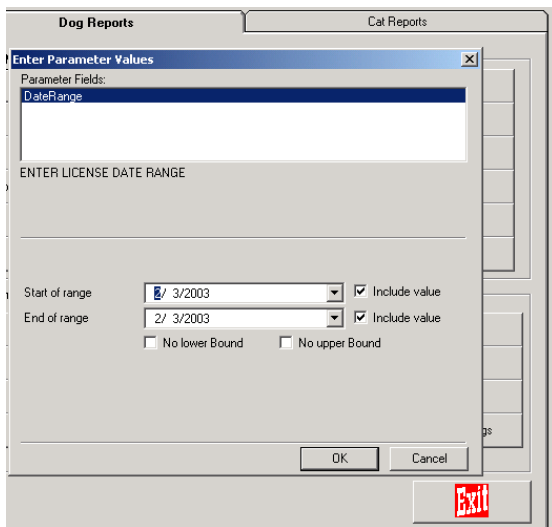 Dog Reports
Cat Reports
Enter Parameter Values
Parameter Fields:
DateRange
ENTER LICENSE DATE RANGE
Start of range 2/ 3/2003 Include value
End of range 2/ 3/2003 Include value
No lower Bound No upper Bound
gs
OK Cancel
Exit